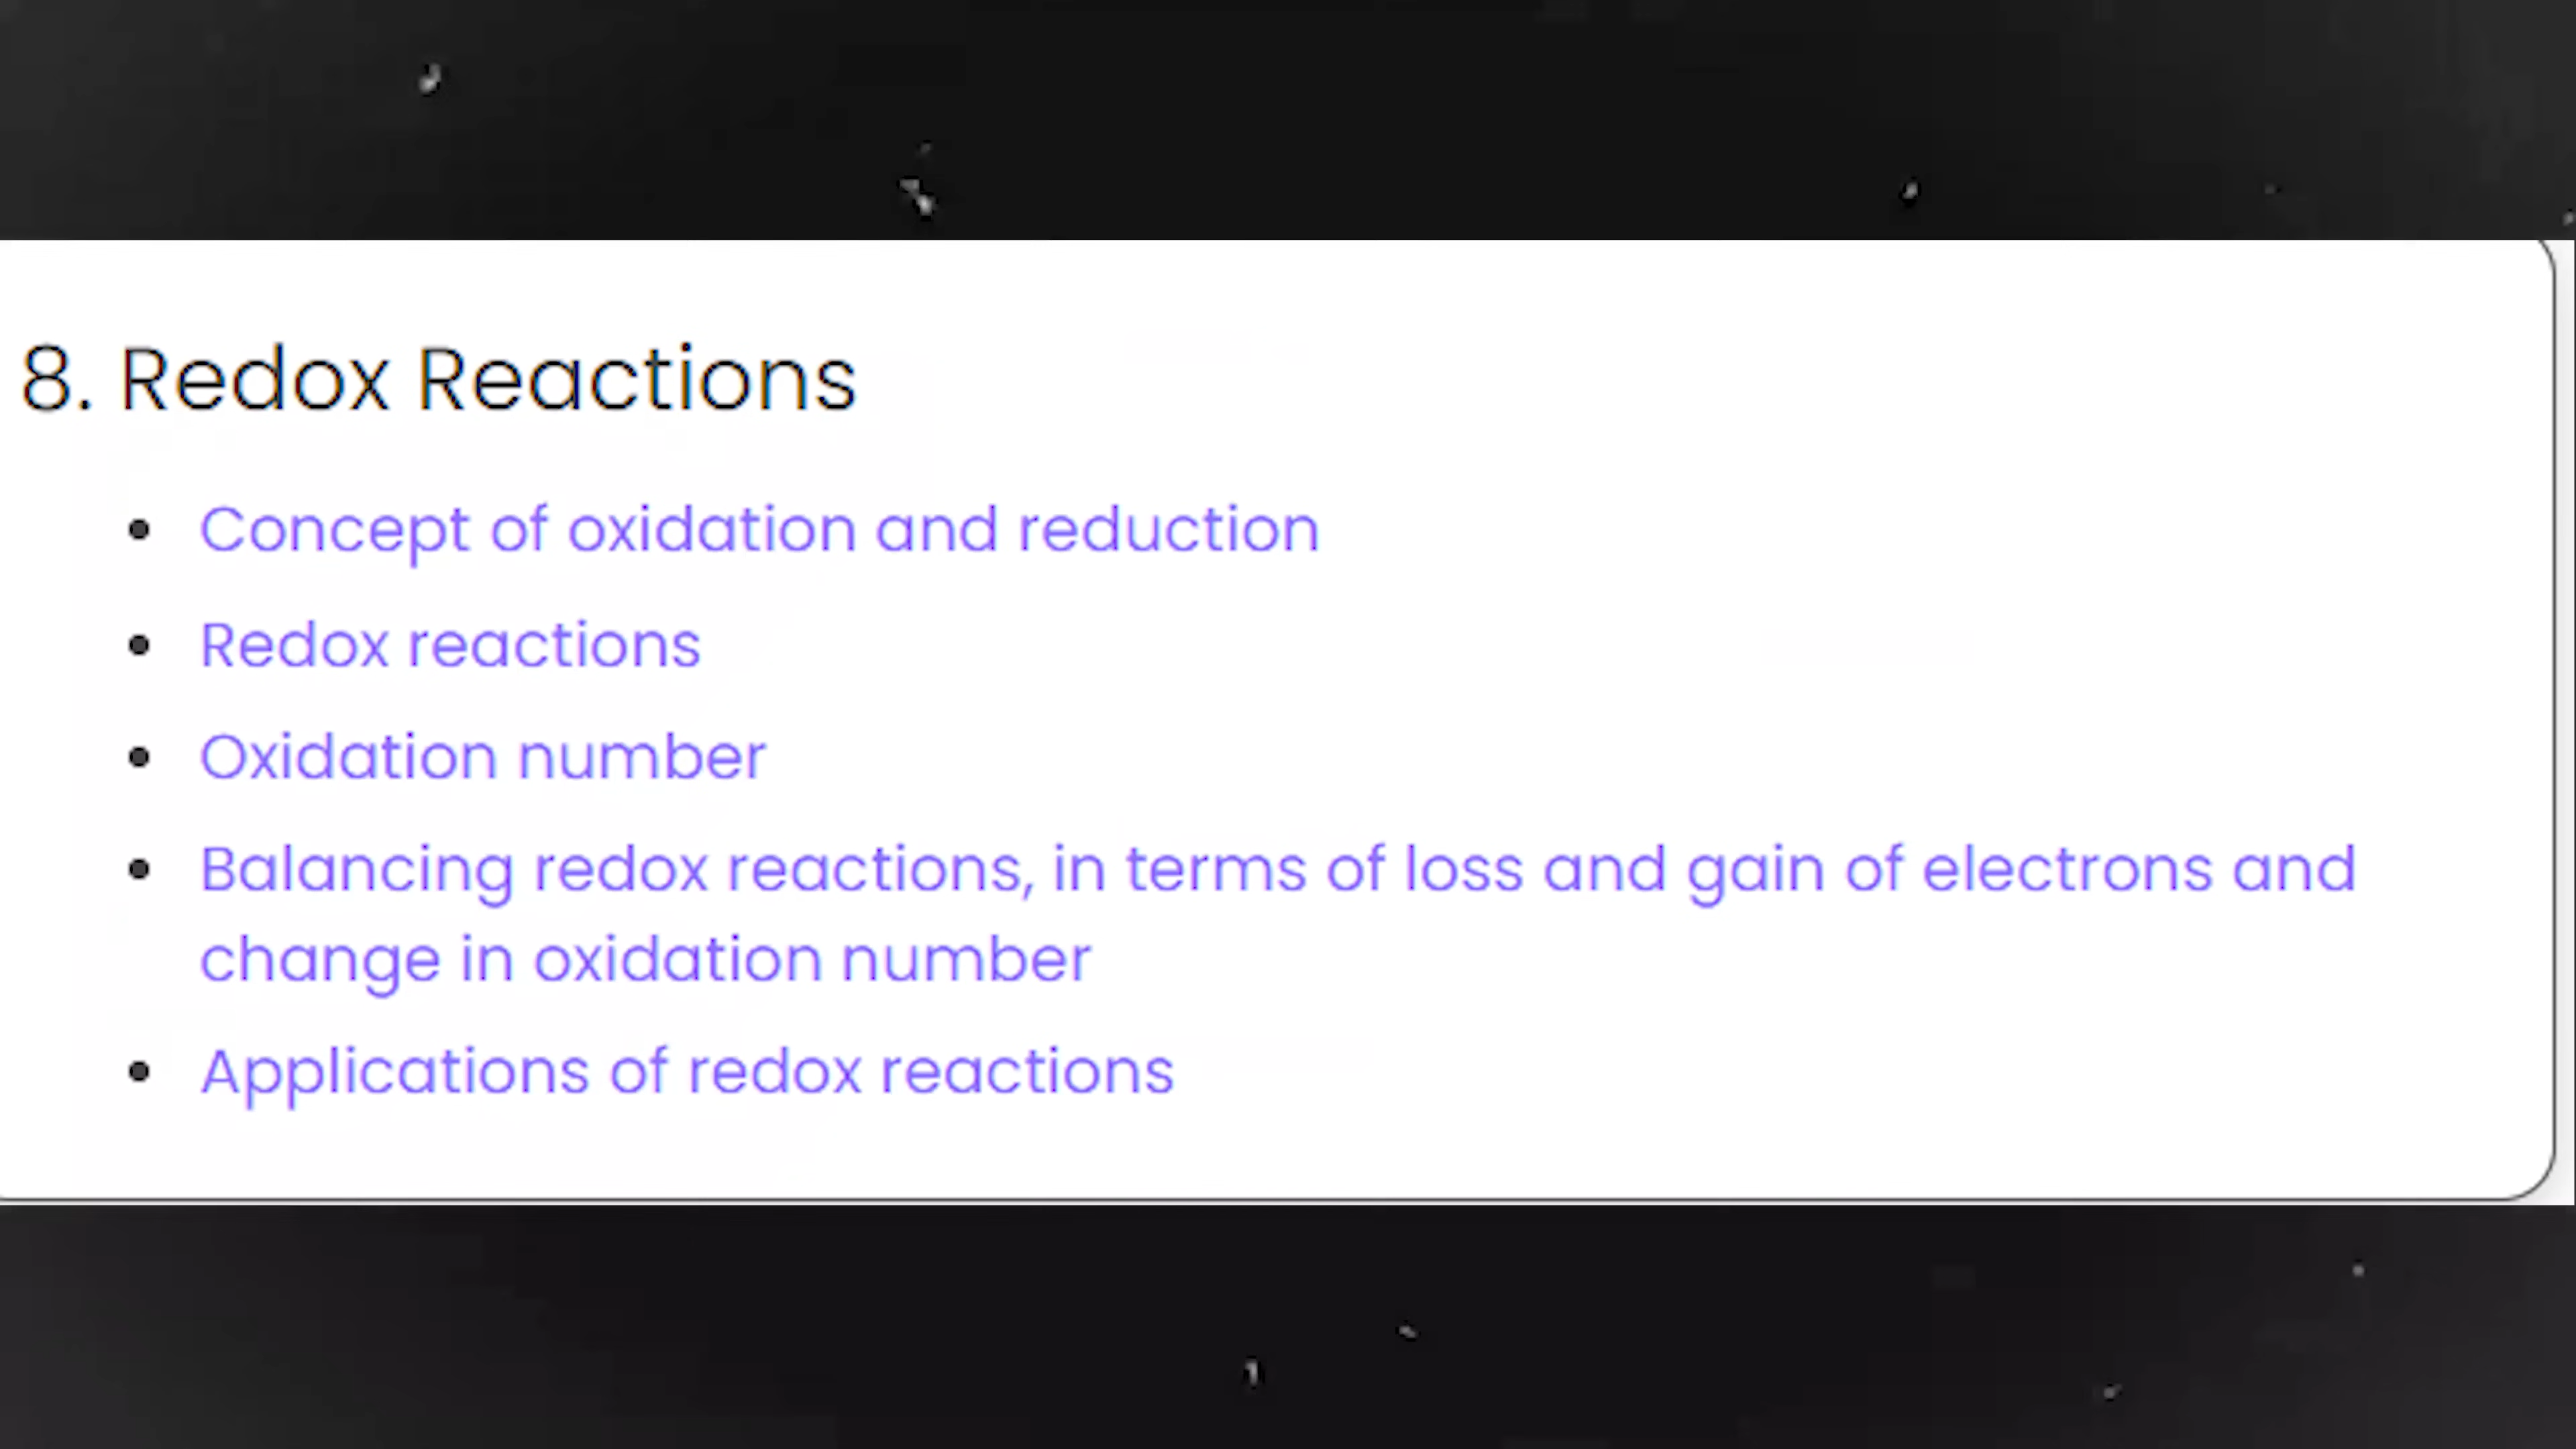 8. Redox Reactions
• Concept of oxidation and reduction
• Redox reactions
• Oxidation number
• Balancing redox reactions, in terms of loss and gain of electrons and
change in oxidation number
• Applications of redox reactions